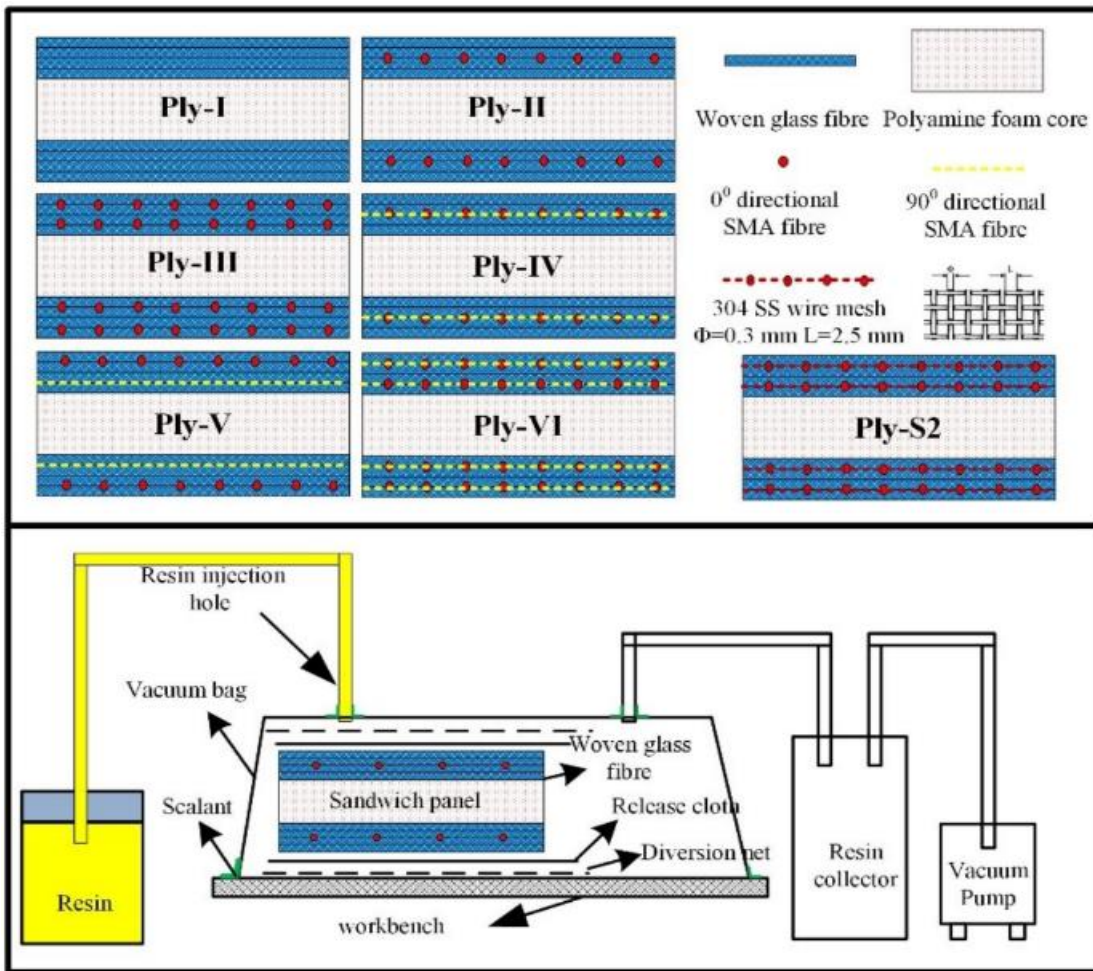 Ply-I
Ply-II
Woven glass fibre
Polyamine foam core
Ply-III
Ply-IV
0⁰ directional
SMA fibre
90⁰ directional
SMA fibre
304 SS wire mesh
Φ=0.3 mm L=2.5 mm
Φ
L
Ply-V
Ply-VI
Ply-S2
Resin injection
hole
Vacuum bag
Woven glass
fibre
Sandwich panel
Sealant
Release cloth
Diversion net
Resin
workbench
Resin
collector
Vacuum
Pump